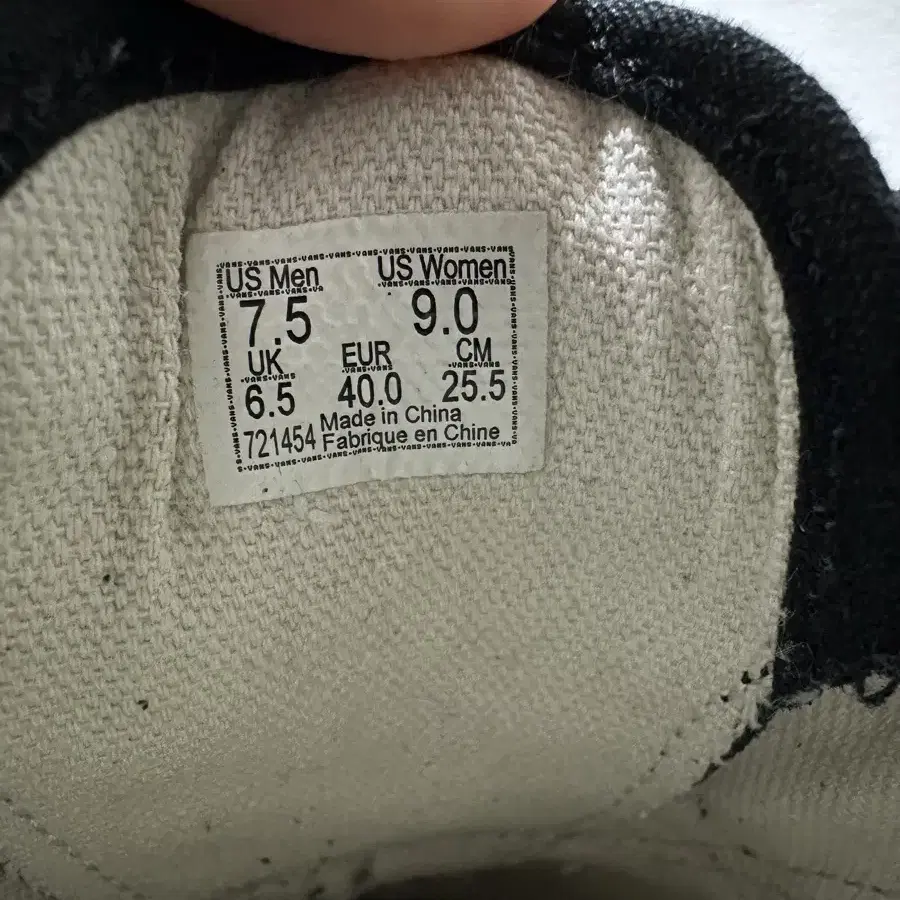 US Men US Women
7.5 9.0
UK EUR CM
6.5 40.0 25.5
Made in China
721454 Fabrique en Chine